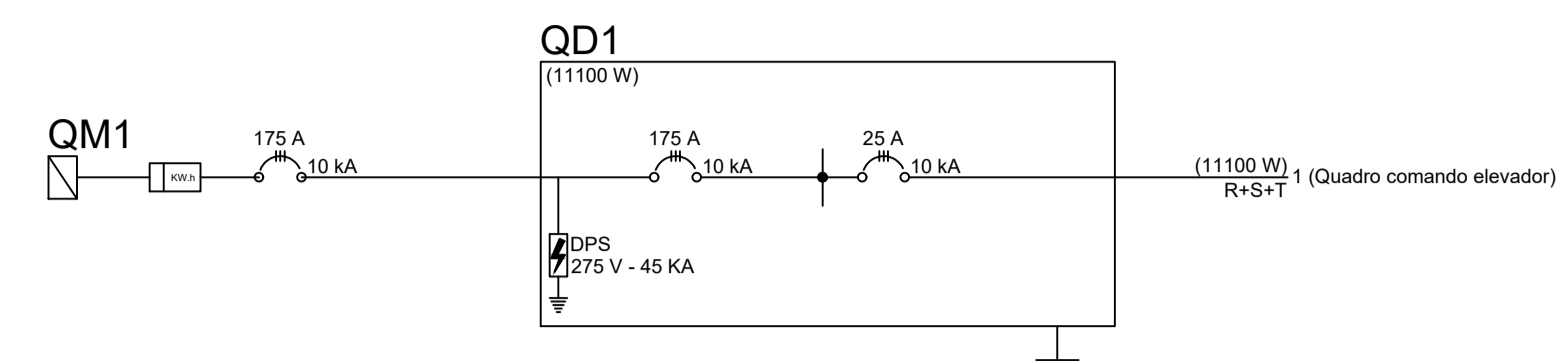 QD1
(11100 W)
QM1
175 A
10 kA
KW.h
175 A
10 kA
25 A
10 kA
(11100 W)
R+S+T
1 (Quadro comando elevador)
DPS
275 V - 45 KA